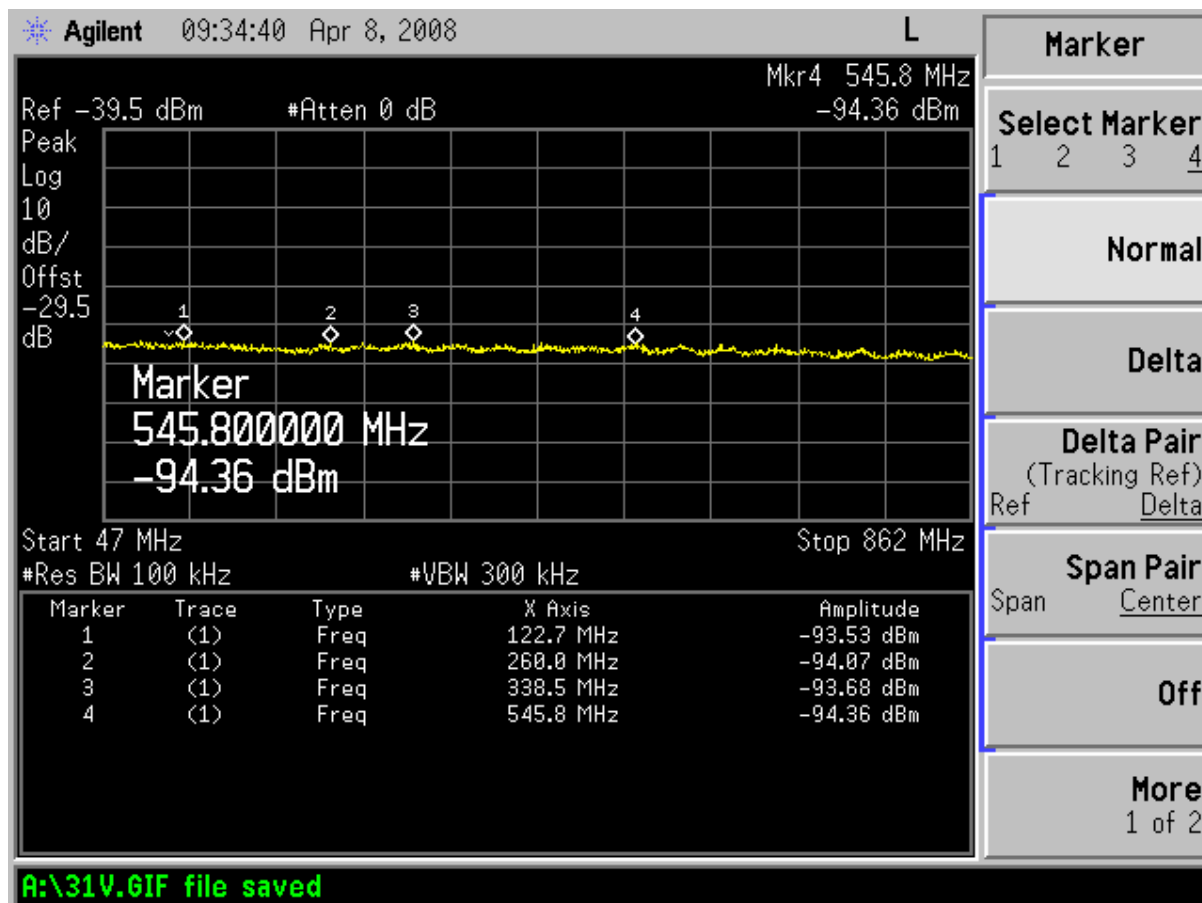 Agilent 09:34:40 Apr 8, 2008 L
Mkr4 545.8 MHz
Ref -39.5 dBm #Atten 0 dB -94.36 dBm
Peak
Log
10
dB/
Offst
-29.5
dB
1 2 3 4
Marker
545.800000 MHz
-94.36 dBm
Start 47 MHz Stop 862 MHz
#Res BW 100 kHz #VBW 300 kHz
Marker Trace Type X Axis Amplitude
1 (1) Freq 122.7 MHz -93.53 dBm
2 (1) Freq 260.0 MHz -94.07 dBm
3 (1) Freq 338.5 MHz -93.68 dBm
4 (1) Freq 545.8 MHz -94.36 dBm
A:\31V.GIF file saved
Marker
Select Marker
1 2 3 4
Normal
Delta
Delta Pair
(Tracking Ref)
Ref Delta
Span Pair
Span Center
Off
More
1 of 2